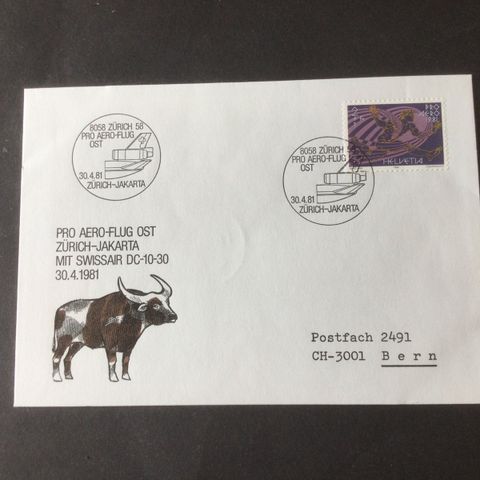 8058 ZÜRICH 58
PRO AERO-FLUG
OST
30.4.81
ZÜRICH-JAKARTA
8058 ZÜRICH 58
PRO AERO-FLUG
OST
30.4.81
ZÜRICH-JAKARTA
PRO
AERO
1981
HELVETIA
PRO AERO-FLUG OST
ZÜRICH-JAKARTA
MIT SWISSAIR DC-10-30
30.4.1981
Postfach 2491
CH-3001 Bern